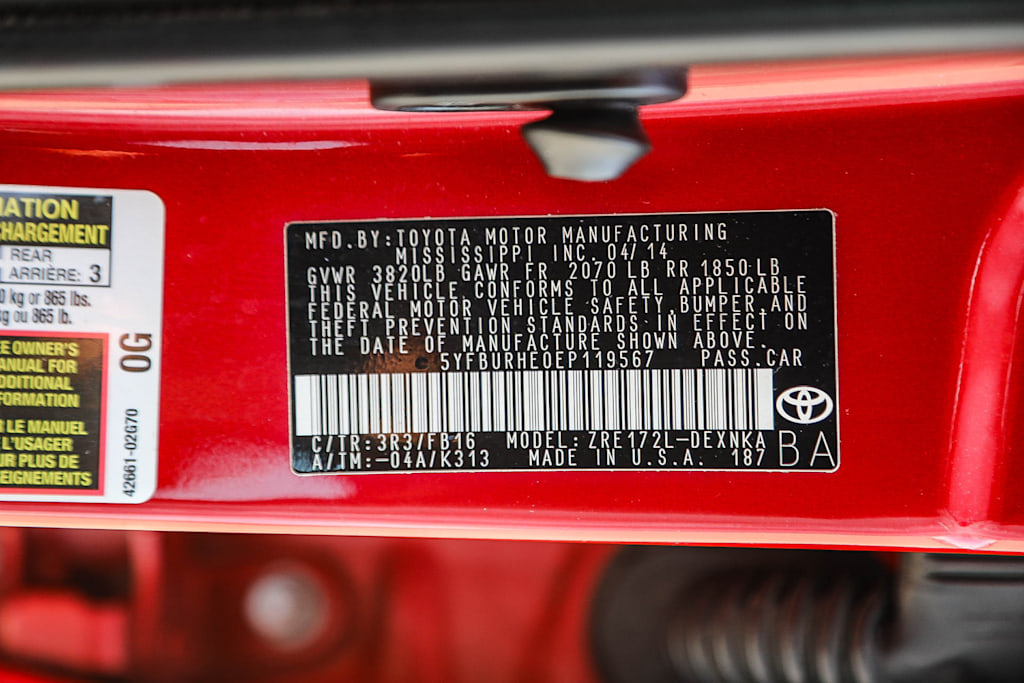 MATION
CHARGEMENT
REAR
ARRIÈRE: 3
0 kg or 865 lbs.
kg ou 865 lb.
EE OWNER'S
ANUAL FOR
DDITIONAL
FORMATION
R LE MANUEL
L'USAGER
UR PLUS DE
EIGNEMENTS
0G
42661-02G70
MFD.BY:TOYOTA MOTOR MANUFACTURING
MISSISSIPPI INC. 04/14
GVWR 3820LB GAWR FR 2070 LB RR 1850 LB
THIS VEHICLE CONFORMS TO ALL APPLICABLE
FEDERAL MOTOR VEHICLE SAFETY,BUMPER,AND
THEFT PREVENTION STANDARDS IN EFFECT ON
THE DATE OF MANUFACTURE SHOWN ABOVE.
5YFBURHE0EP119567 PASS.CAR
C/TR:3R3/FB16 MODEL:ZRE172L-DEXNKA
A/TM:-04A/K313 MADE IN U.S.A. 187 BA